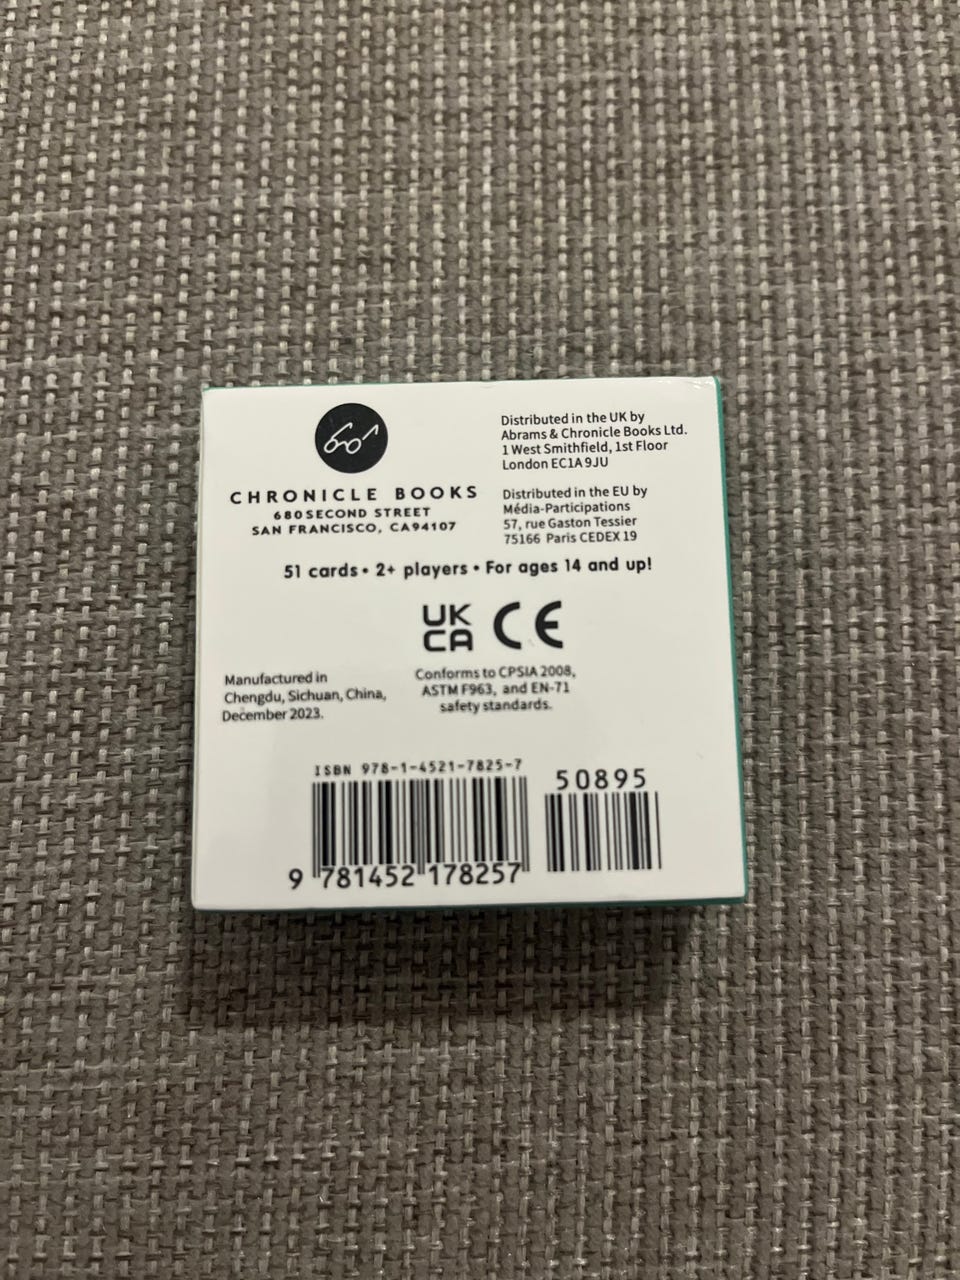 CHRONICLE BOOKS
680 SECOND STREET
SAN FRANCISCO, CA94107
Distributed in the UK by
Abrams & Chronicle Books Ltd.
1 West Smithfield, 1st Floor
London EC1A 9JU
Distributed in the EU by
Média-Participations
57, rue Gaston Tessier
75166 Paris CEDEX 19
51 cards • 2+ players • For ages 14 and up!
UK
CA CE
Manufactured in
Chengdu, Sichuan, China,
December 2023.
Conforms to CPSIA 2008,
ASTM F963, and EN-71
safety standards.
ISBN 978-1-4521-7825-7
50895
9 781452 178257